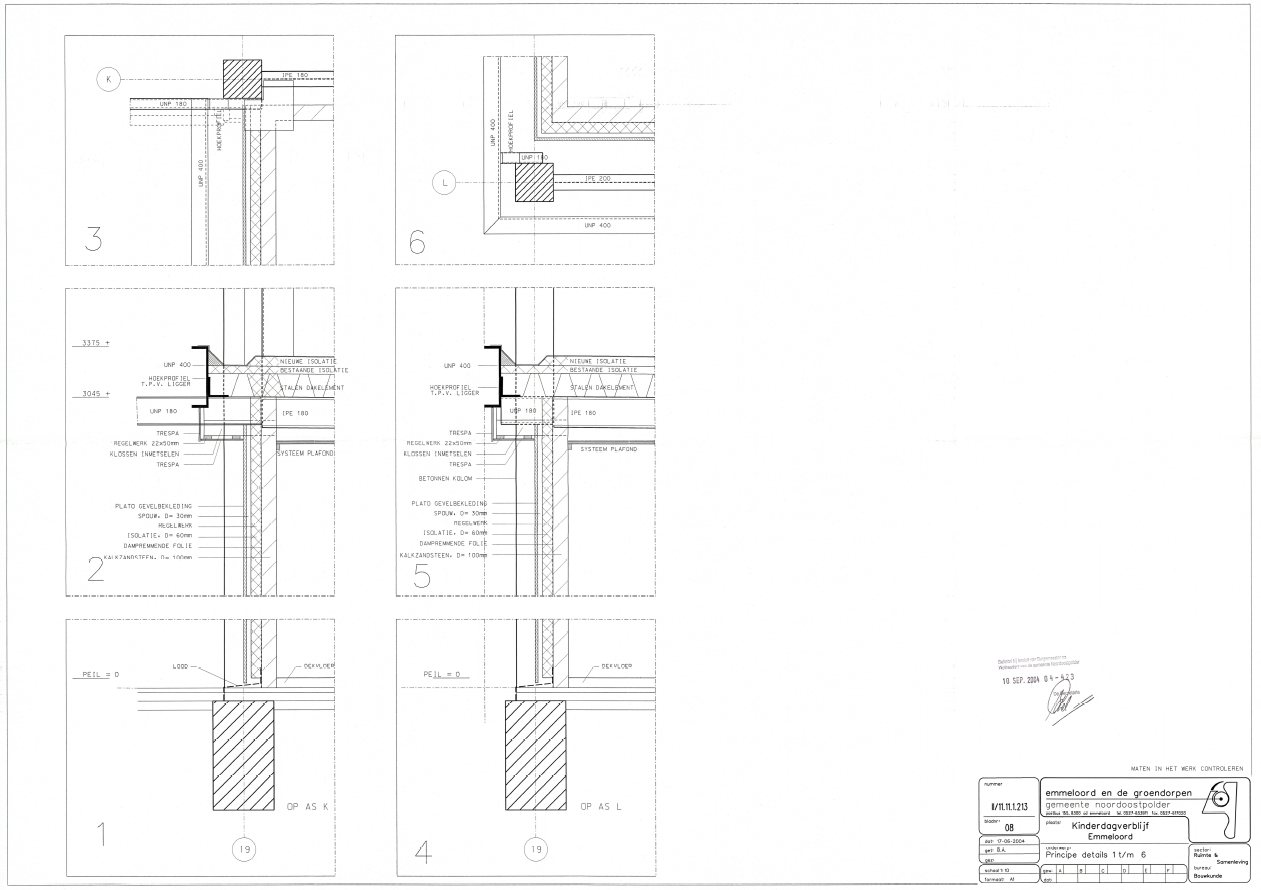 K
IPE 180
UNP 180
HOEKPROFIEL
UNP 400
3
UNP 400
HOEKPROFIEL
UNP 180
L
IPE 200
UNP 400
6
3375 +
UNP 400
HOEKPROFIEL
T.P.V. LIGGER
3045 +
UNP 180
NIEUWE ISOLATIE
BESTAANDE ISOLATIE
STALEN DAKELEMENT
IPE 180
TRESPA
REGELWERK 22x50mm
KLOSSEN INMETSELEN
TRESPA
SYSTEEM PLAFOND
PLATO GEVELBEKLEDING
SPOUW, D= 30mm
REGELWERK
ISOLATIE, D= 60mm
DAMPREMMENDE FOLIE
KALKZANDSTEEN, D= 100mm
2
UNP 400
HOEKPROFIEL
T.P.V. LIGGER
UNP 180
NIEUWE ISOLATIE
BESTAANDE ISOLATIE
STALEN DAKELEMENT
IPE 180
TRESPA
REGELWERK 22x50mm
KLOSSEN INMETSELEN
TRESPA
SYSTEEM PLAFOND
BETONNEN KOLOM
PLATO GEVELBEKLEDING
SPOUW, D= 30mm
REGELWERK
ISOLATIE, D= 60mm
DAMPREMMENDE FOLIE
KALKZANDSTEEN, D= 100mm
5
PEIL = 0
LOOD
DEKVLOER
OP AS K
1
19
PEIL = 0
DEKVLOER
OP AS L
4
19
10 SEP. 2004 04-423
De Secretaris
MATEN IN HET WERK CONTROLEREN
nummer
II/11.11.1.213
bladnr:
08
dat: 17-06-2004
get: B.A.
gez:
schaal 1:10
formaat: A1
emmeloord en de groendorpen
gemeente noordoostpolder
plaats:
Kinderdagverblijf
Emmeloord
onderwerp:
Principe details 1 t/m 6
gew: A B C D E F
dat:
sector:
Ruimte &
Samenleving
bureau:
Bouwkunde